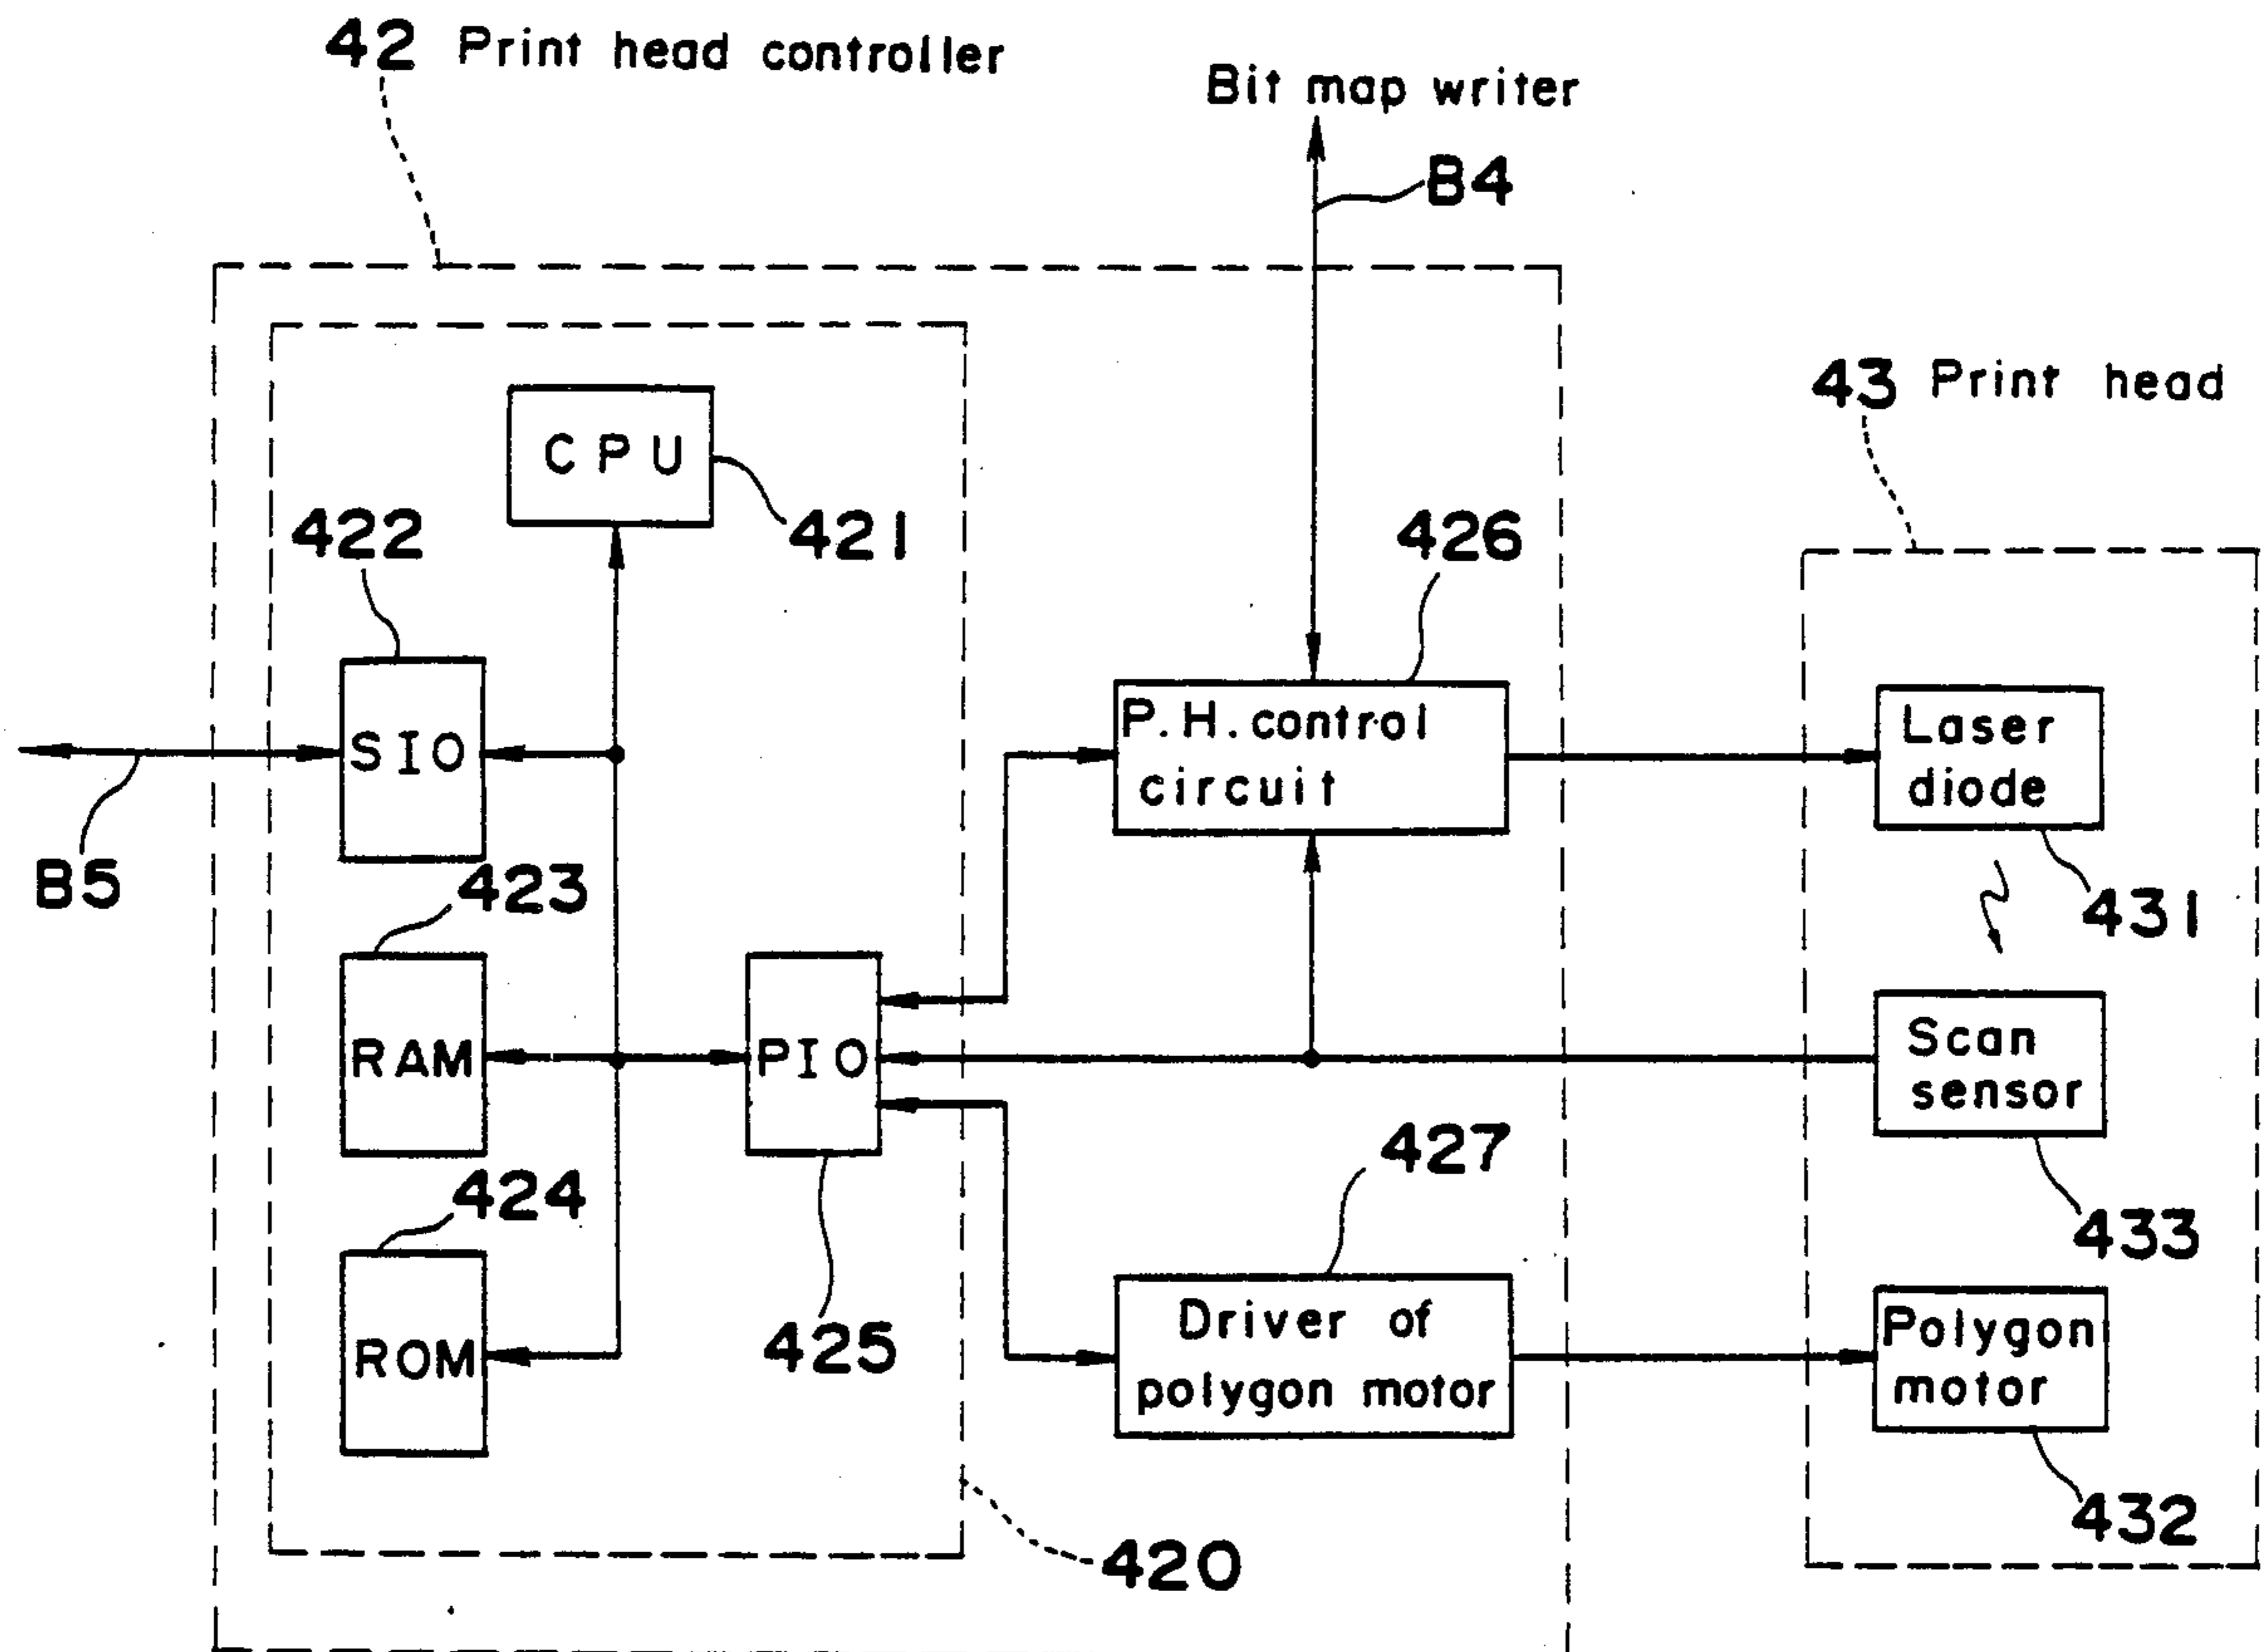 42 Print head controller
Bit map writer
B4
43 Print head
CPU
421
422
426
SIO
P.H. control
circuit
Laser
diode
B5
423
431
RAM
PIO
Scan
sensor
424
427
433
ROM
425
Driver of
polygon motor
Polygon
motor
432
420